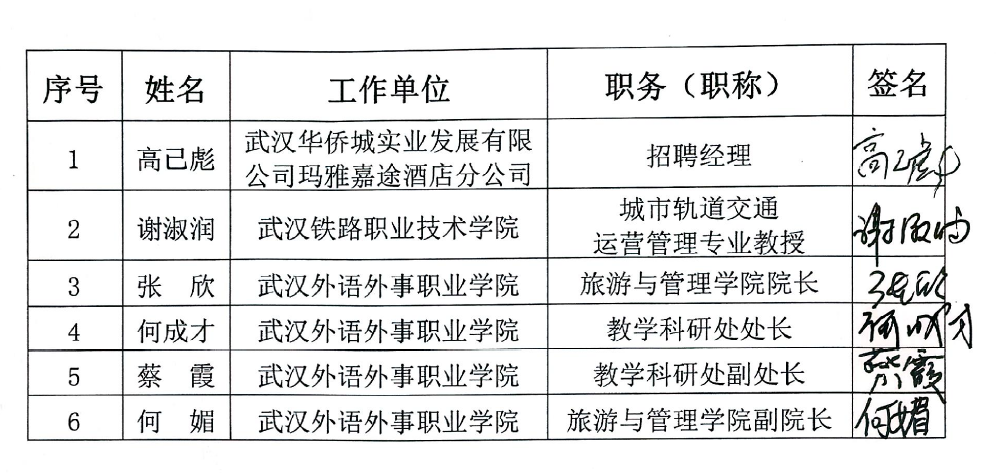 序号 姓名 工作单位 职务（职称） 签名
1 高己彪 武汉华侨城实业发展有限公司玛雅嘉途酒店分公司 招聘经理 高己彪
2 谢淑润 武汉铁路职业技术学院 城市轨道交通运营管理专业教授 谢淑润
3 张 欣 武汉外语外事职业学院 旅游与管理学院院长 张欣
4 何成才 武汉外语外事职业学院 教学科研处处长 何成才
5 蔡 霞 武汉外语外事职业学院 教学科研处副处长 蔡霞
6 何 媚 武汉外语外事职业学院 旅游与管理学院副院长 何媚